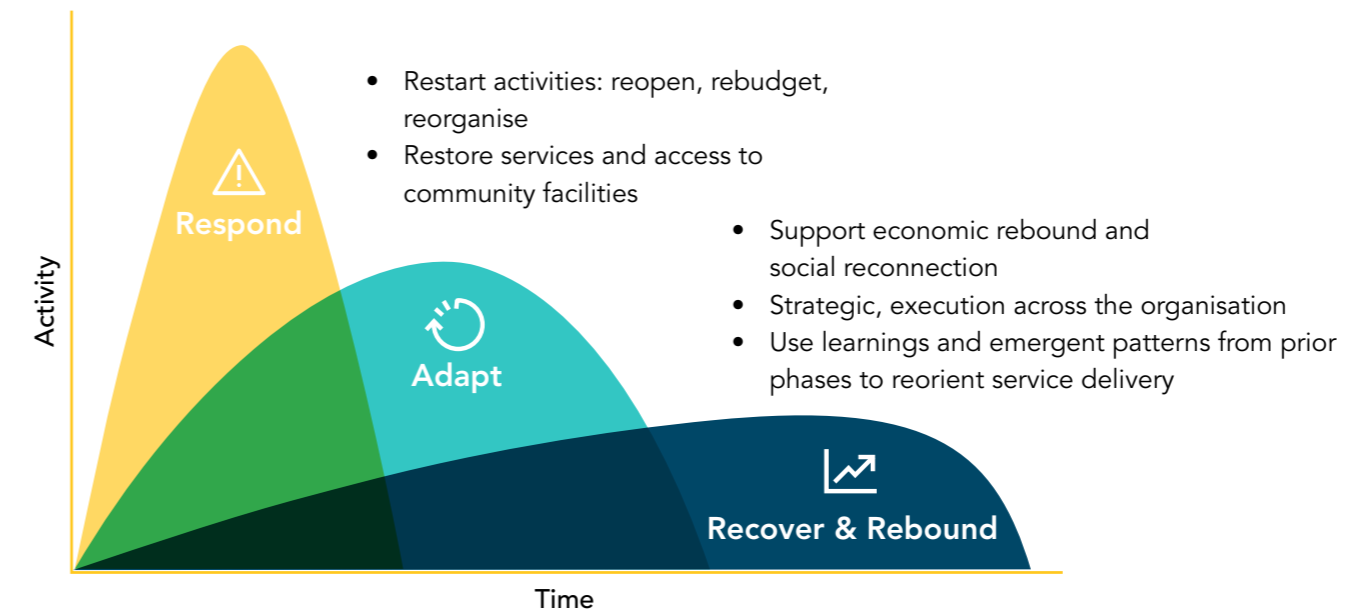 • Restart activities: reopen, rebudget,
reorganise
• Restore services and access to
community facilities
Respond
• Support economic rebound and
social reconnection
• Strategic, execution across the organisation
• Use learnings and emergent patterns from prior
phases to reorient service delivery
Activity
Adapt
Recover & Rebound
Time